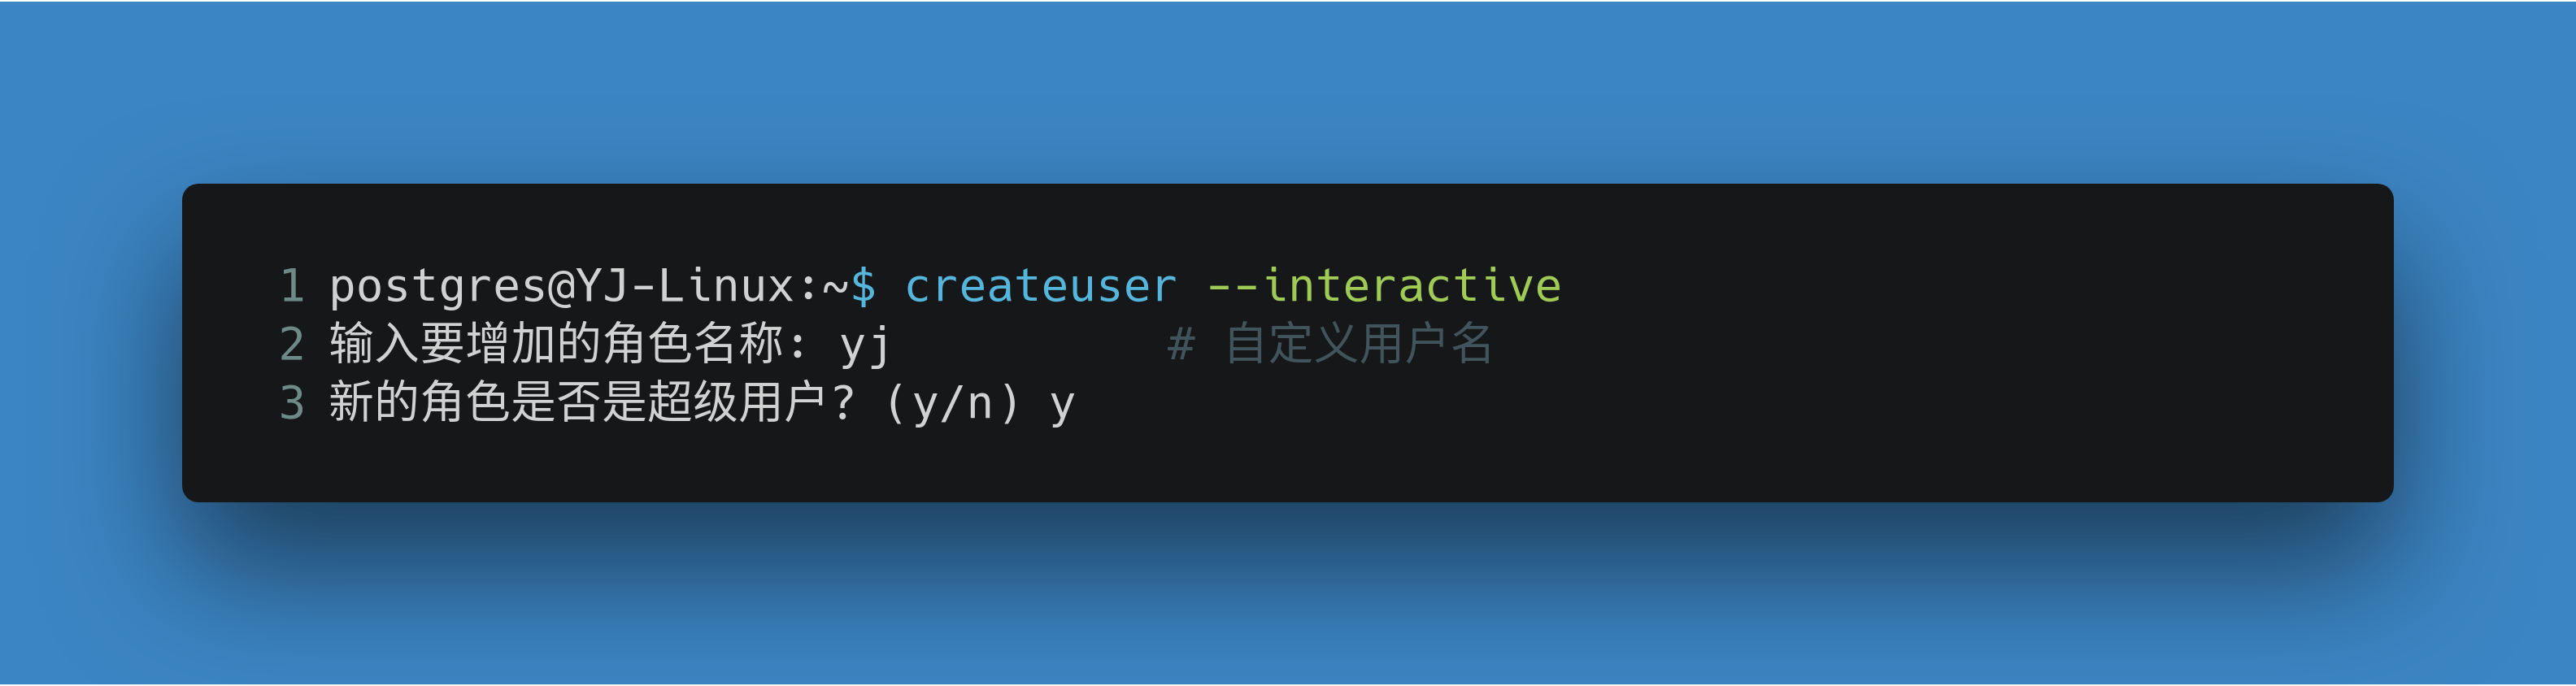 1 postgres@YJ-Linux:~$ createuser --interactive
2 输入要增加的角色名称: yj          # 自定义用户名
3 新的角色是否是超级用户? (y/n) y